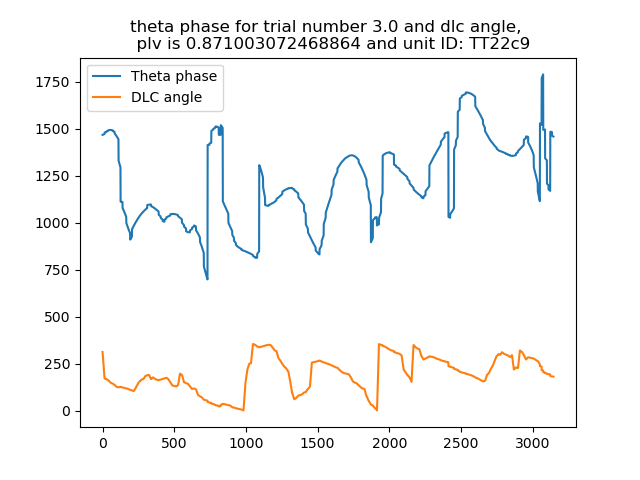 theta phase for trial number 3.0 and dlc angle,
plv is 0.871003072468864 and unit ID: TT22c9
Theta phase
DLC angle
1750
1500
1250
1000
750
500
250
0
0 500 1000 1500 2000 2500 3000